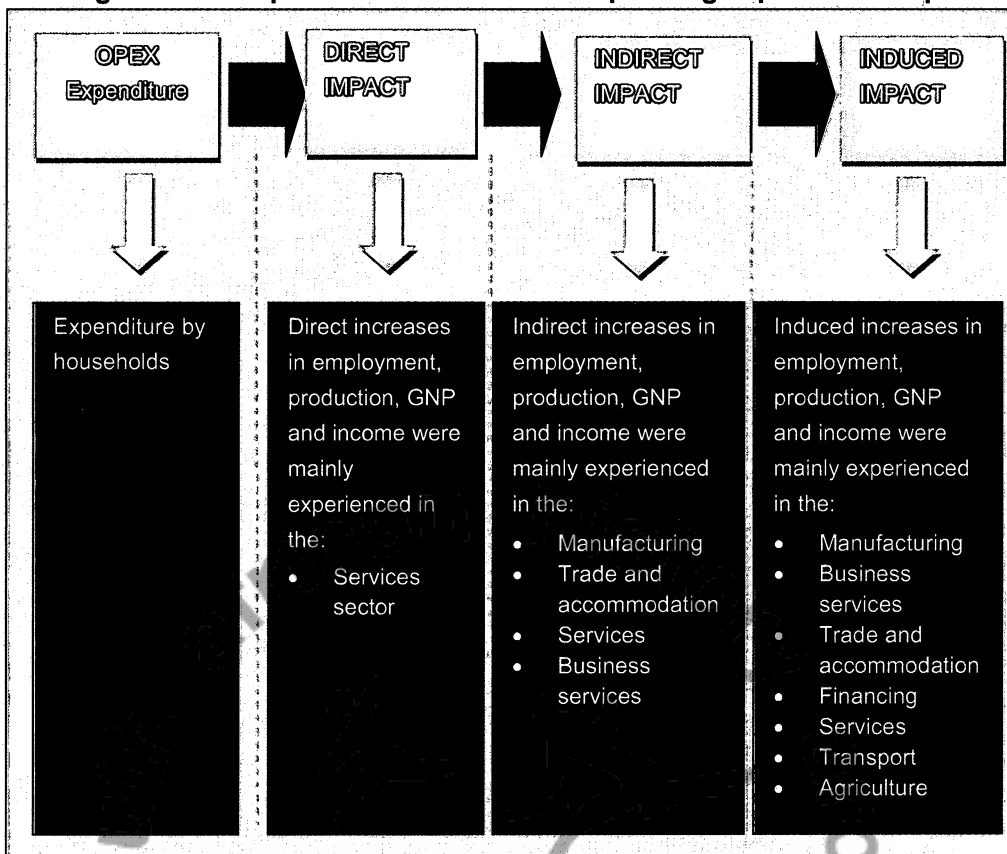 OPEX
Expenditure
DIRECT
IMPACT
INDIRECT
IMPACT
INDUCED
IMPACT
Expenditure by
households
Direct increases
in employment,
production, GNP
and income were
mainly
experienced in
the:
• Services
sector
Indirect increases in
employment,
production, GNP
and income were
mainly experienced
in the:
• Manufacturing
• Trade and
accommodation
• Services
• Business
services
Induced increases in
employment,
production, GNP
and income were
mainly experienced
in the:
• Manufacturing
• Business
services
• Trade and
accommodation
• Financing
• Services
• Transport
• Agriculture